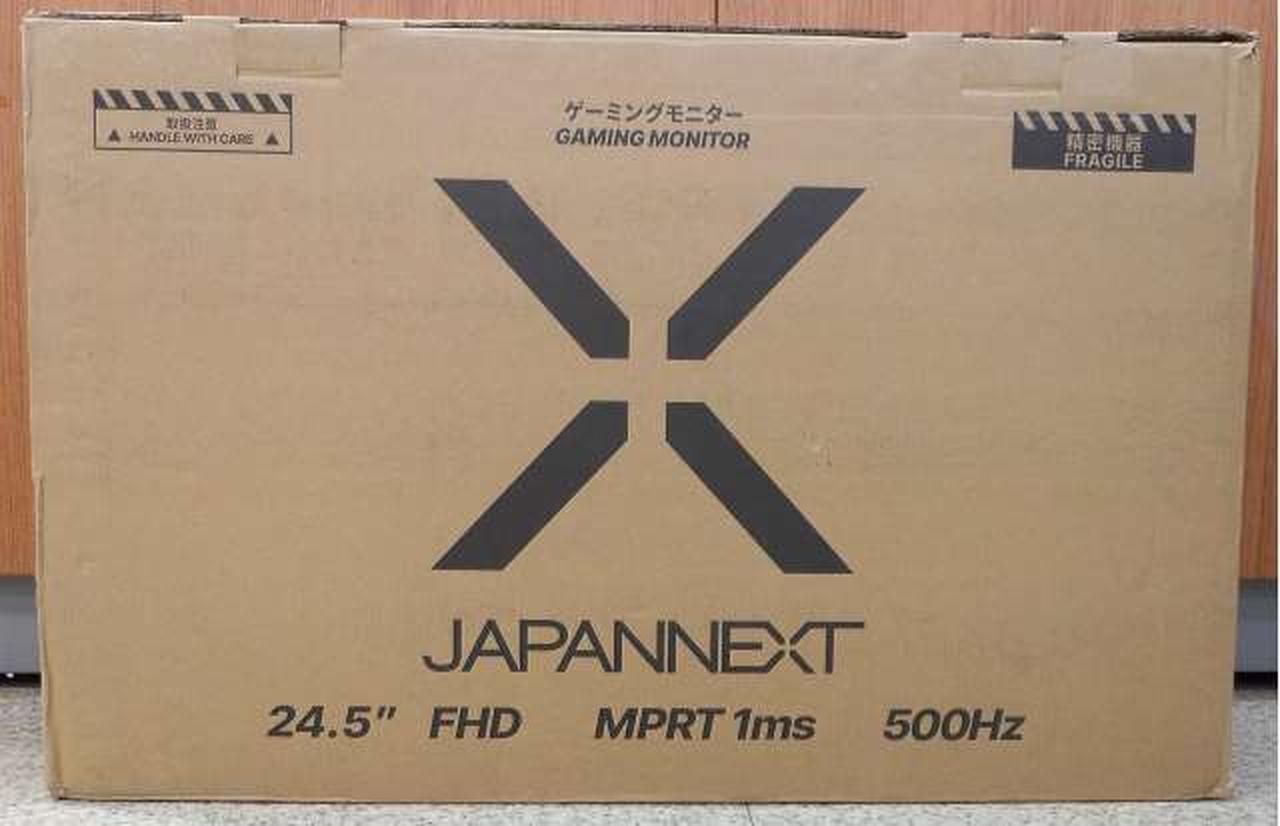 取扱注意
HANDLE WITH CARE
ゲーミングモニター
GAMING MONITOR
精密機器
FRAGILE
JAPANNEXT
24.5" FHD MPRT 1ms 500Hz